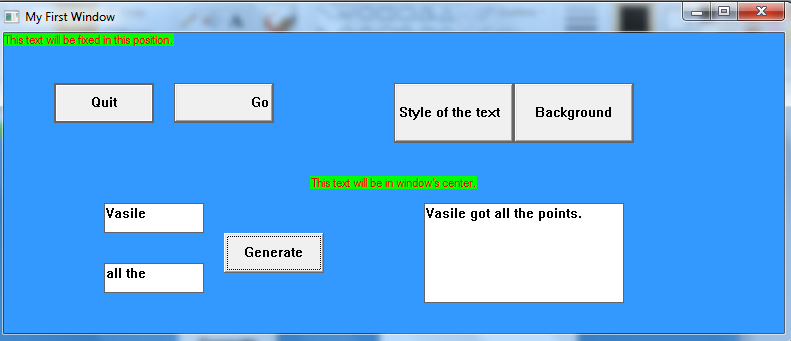 My First Window
This text will be fixed in this position.
Quit
Go
Style of the text
Background
This text will be in window's center.
Vasile
Vasile got all the points.
Generate
all the